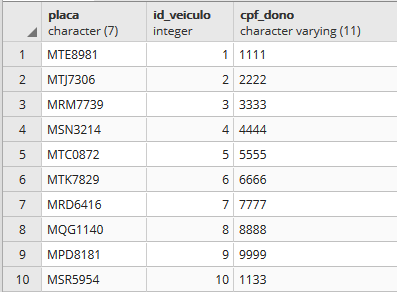 placa id_veiculo cpf_dono
character (7) integer character varying (11)
1 MTE8981 1 1111
2 MTJ7306 2 2222
3 MRM7739 3 3333
4 MSN3214 4 4444
5 MTC0872 5 5555
6 MTK7829 6 6666
7 MRD6416 7 7777
8 MQG1140 8 8888
9 MPD8181 9 9999
10 MSR5954 10 1133